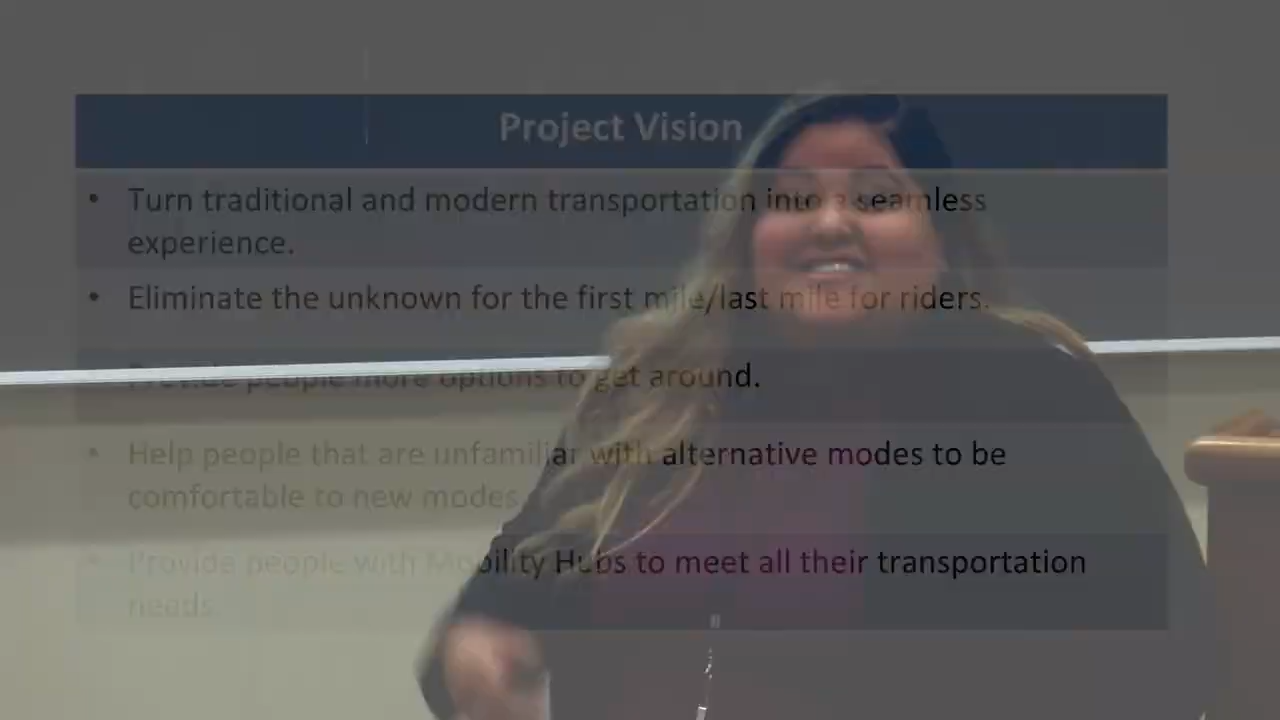 Project Vision
• Turn traditional and modern transportation into a seamless
experience.
• Eliminate the unknown for the first mile/last mile for riders.
Provide people more options to get around.
• Help people that are unfamiliar with alternative modes to be
comfortable to new modes.
• Provide people with Mobility Hubs to meet all their transportation
needs.